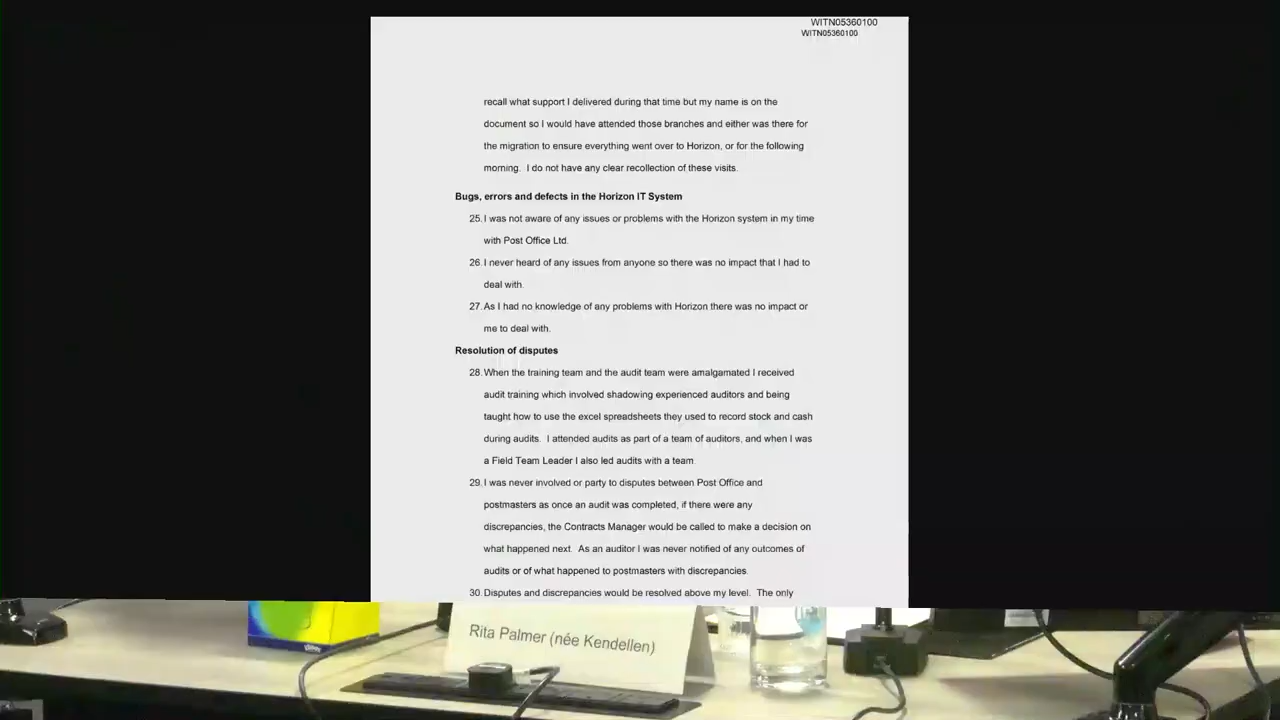 WITN05360100
WITN05360100
recall what support I delivered during that time but my name is on the
document so I would have attended those branches and either was there for
the migration to ensure everything went over to Horizon, or for the following
morning. I do not have any clear recollection of these visits.
Bugs, errors and defects in the Horizon IT System
25. I was not aware of any issues or problems with the Horizon system in my time
with Post Office Ltd.
26. I never heard of any issues from anyone so there was no impact that I had to
deal with.
27. As I had no knowledge of any problems with Horizon there was no impact or
me to deal with.
Resolution of disputes
28. When the training team and the audit team were amalgamated I received
audit training which involved shadowing experienced auditors and being
taught how to use the excel spreadsheets they used to record stock and cash
during audits. I attended audits as part of a team of auditors, and when I was
a Field Team Leader I also led audits with a team.
29. I was never involved or party to disputes between Post Office and
postmasters as once an audit was completed, if there were any
discrepancies, the Contracts Manager would be called to make a decision on
what happened next. As an auditor I was never notified of any outcomes of
audits or of what happened to postmasters with discrepancies.
30. Disputes and discrepancies would be resolved above my level. The only
Rita Palmer (née Kendellen)